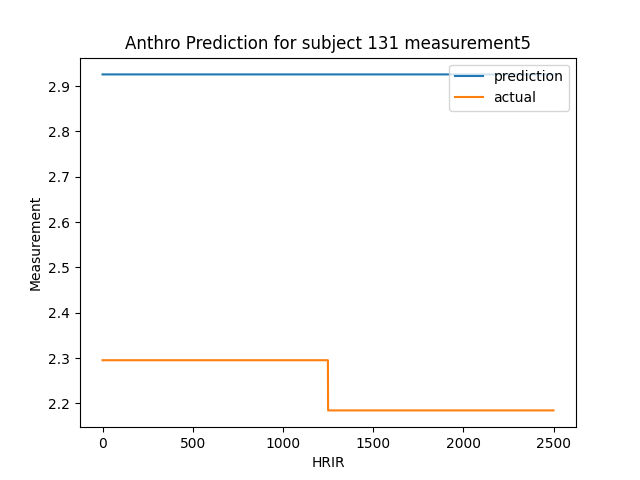 Anthro Prediction for subject 131 measurement5
prediction
actual
2.9
2.8
2.7
2.6
2.5
2.4
2.3
2.2
Measurement
0 500 1000 1500 2000 2500
HRIR